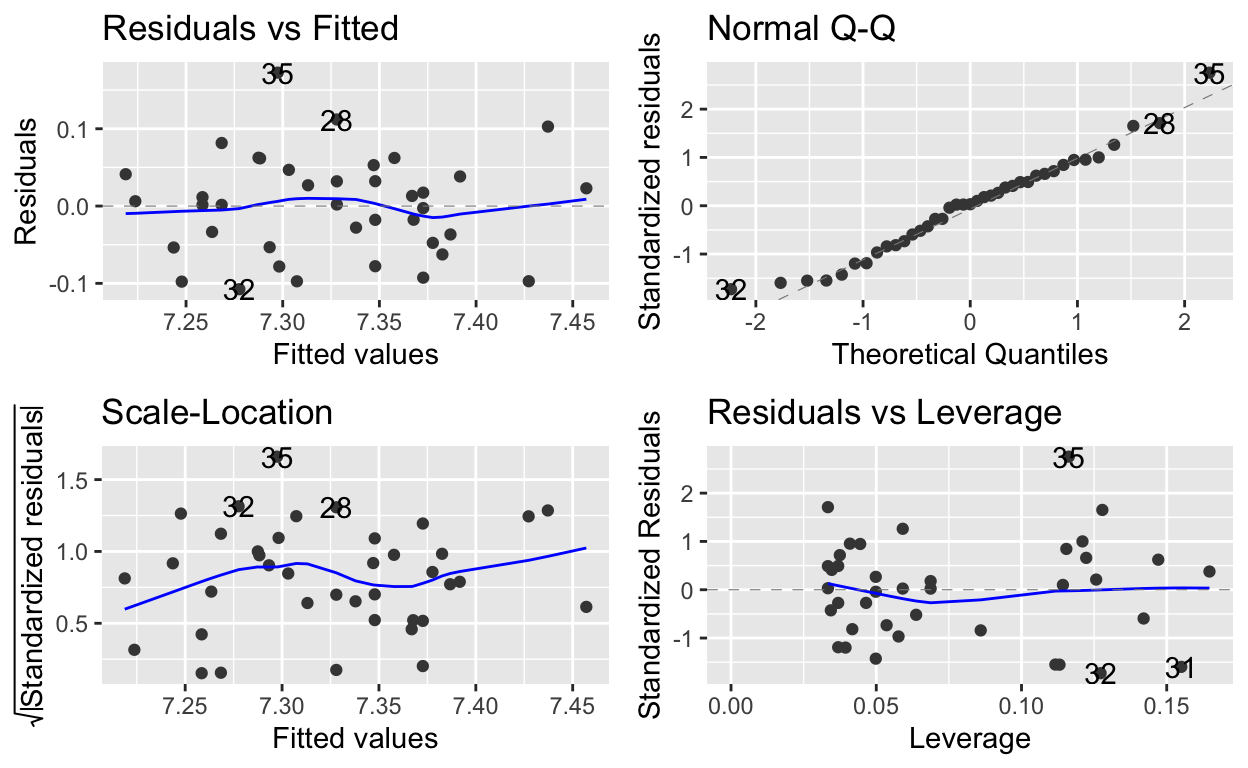 Residuals vs Fitted
35
28
32
0.1
0.0
-0.1
Residuals
7.25 7.30 7.35 7.40 7.45
Fitted values
Normal Q-Q
35
28
32
2
1
0
-1
Standardized residuals
-2 -1 0 1 2
Theoretical Quantiles
Scale-Location
35
32
28
1.5
1.0
0.5
√|Standardized residuals|
7.25 7.30 7.35 7.40 7.45
Fitted values
Residuals vs Leverage
35
32
31
2
1
0
-1
Standardized Residuals
0.00 0.05 0.10 0.15
Leverage